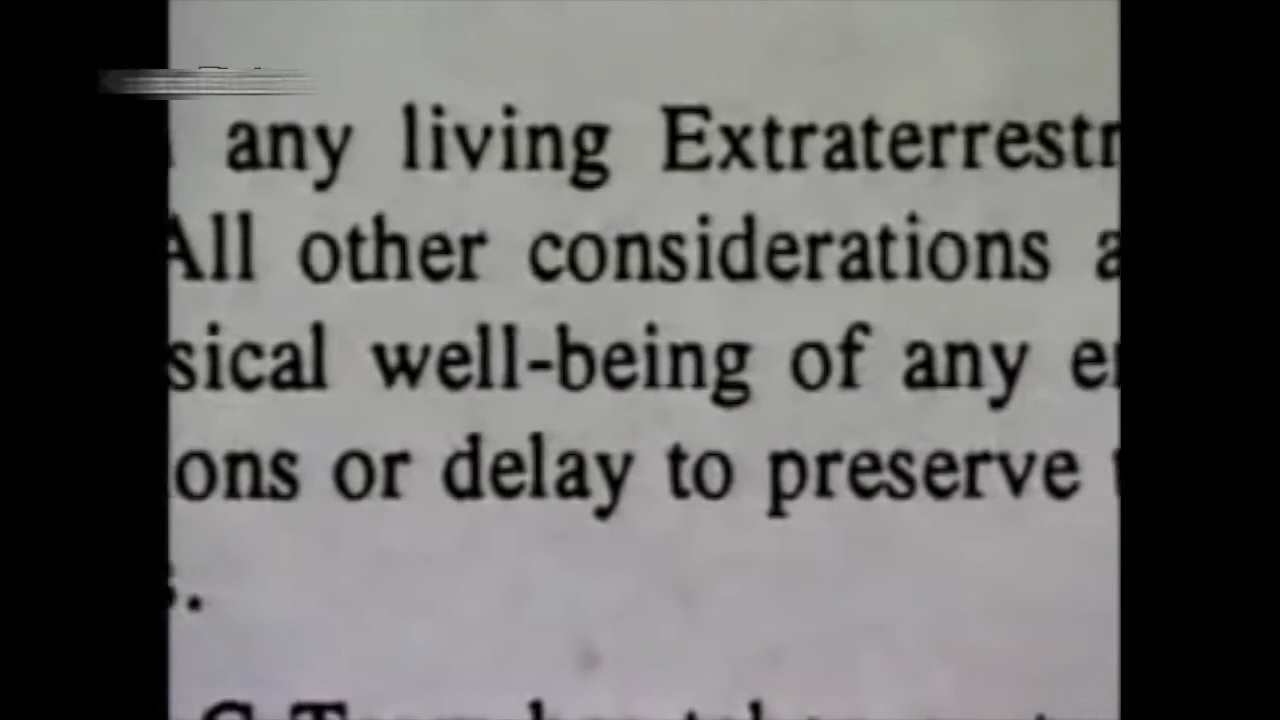 any living Extraterrestr
All other considerations a
sical well-being of any e
ons or delay to preserve
s.